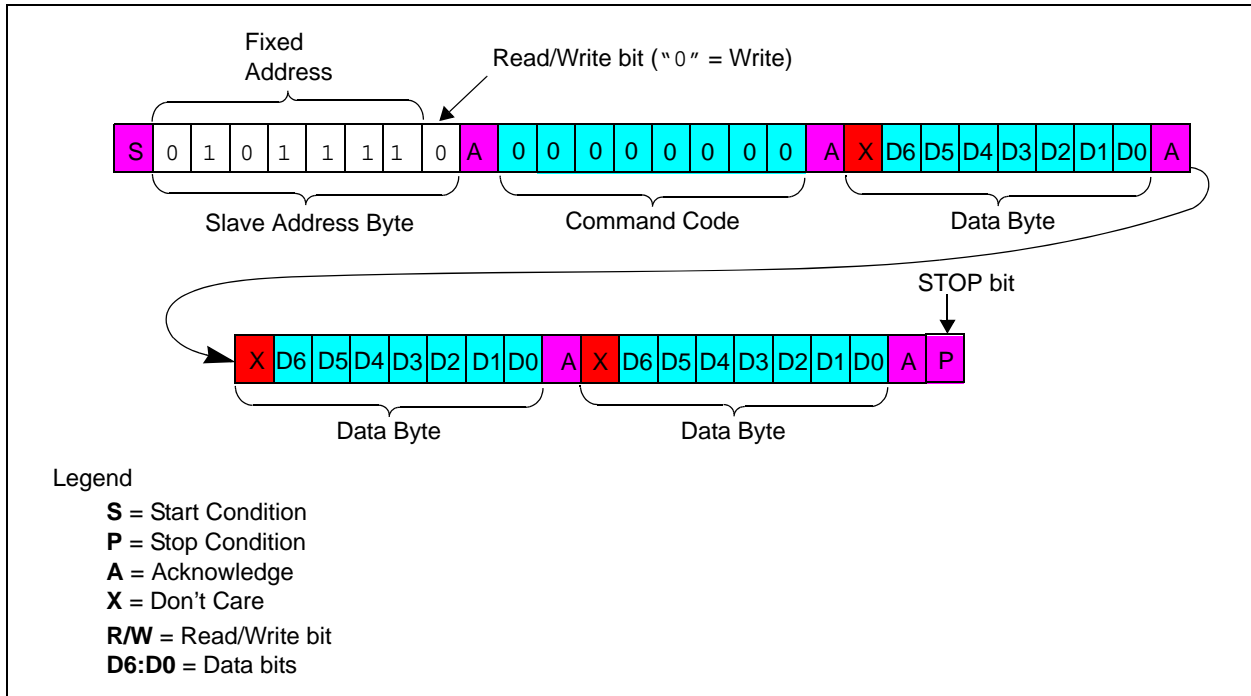 Fixed
Address
Read/Write bit ("0" = Write)
S 0 1 0 1 1 1 1 0 A 0 0 0 0 0 0 0 0 A X D6 D5 D4 D3 D2 D1 D0 A
Slave Address Byte Command Code Data Byte
STOP bit
X D6 D5 D4 D3 D2 D1 D0 A X D6 D5 D4 D3 D2 D1 D0 A P
Data Byte Data Byte
Legend
S = Start Condition
P = Stop Condition
A = Acknowledge
X = Don't Care
R/W = Read/Write bit
D6:D0 = Data bits